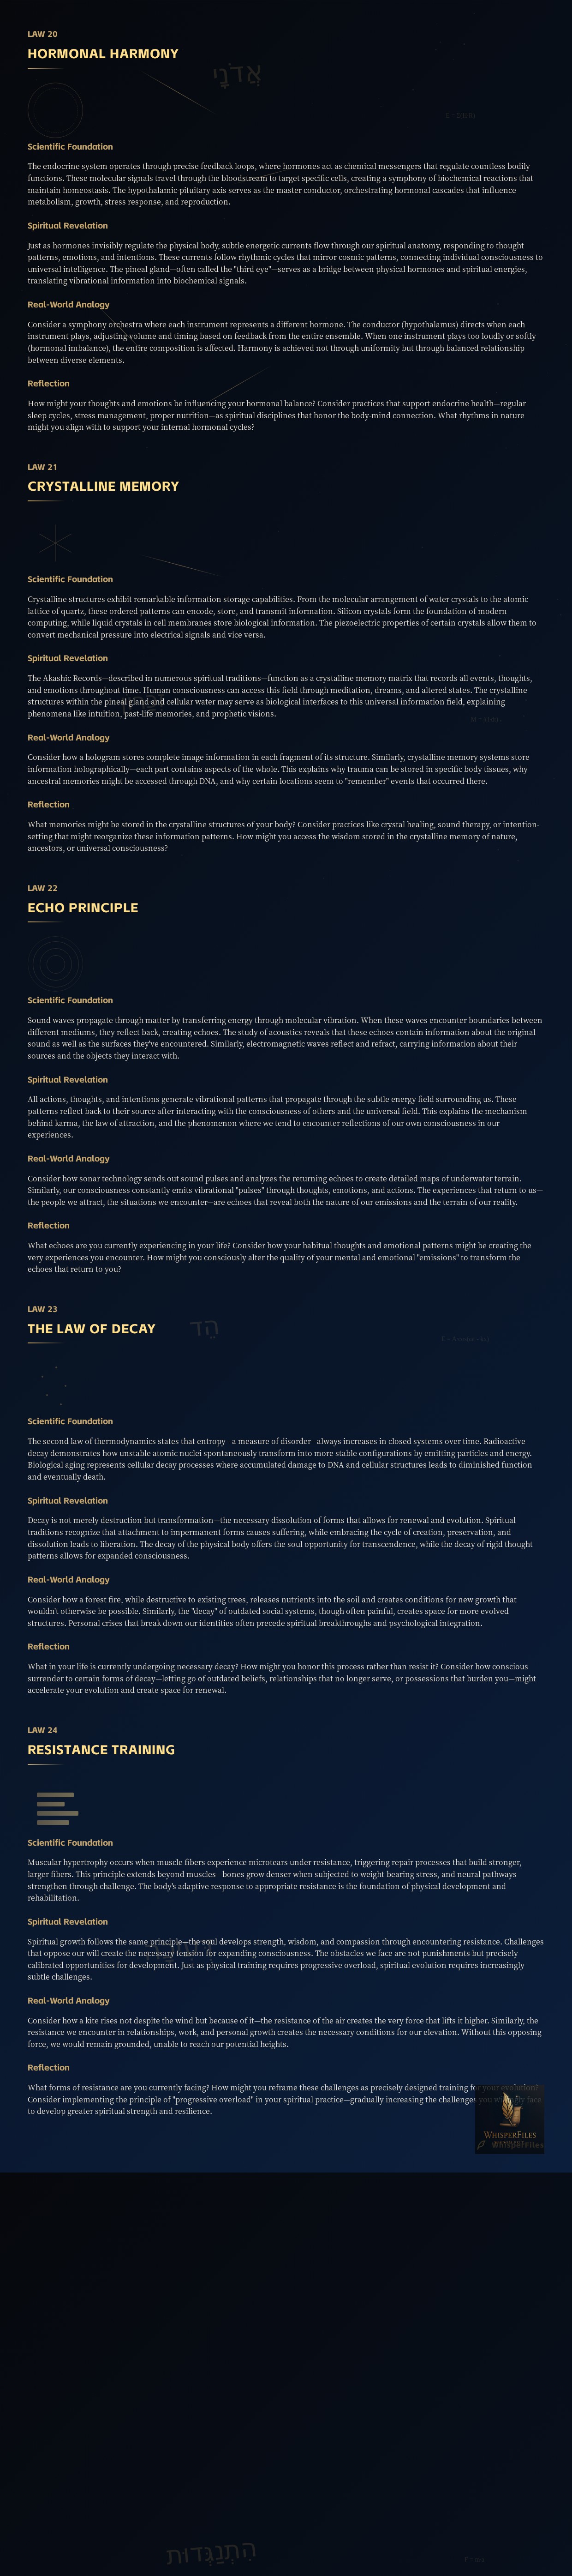 LAW 20
HORMONAL HARMONY
אֲדֹנָי
Scientific Foundation
The endocrine system operates through precise feedback loops, where hormones act as chemical messengers that regulate countless bodily
functions. These molecular signals travel through the bloodstream to target specific cells, creating a symphony of biochemical reactions that
maintain homeostasis. The hypothalamic-pituitary axis serves as the master conductor, orchestrating hormonal cascades that influence
metabolism, growth, stress response, and reproduction.
Spiritual Revelation
Just as hormones invisibly regulate the physical body, subtle energetic currents flow through our spiritual anatomy, responding to thought
patterns, emotions, and intentions. These currents follow rhythmic cycles that mirror cosmic patterns, connecting individual consciousness to
universal intelligence. The pineal gland—often called the "third eye"—serves as a bridge between physical hormones and spiritual energies,
translating vibrational information into biochemical signals.
Real-World Analogy
Consider a symphony orchestra where each instrument represents a different hormone. The conductor (hypothalamus) directs when each
instrument plays, adjusting volume and timing based on feedback from the entire ensemble. When one instrument plays too loudly or softly
(hormonal imbalance), the entire composition is affected. Harmony is achieved not through uniformity but through balanced relationship
between diverse elements.
Reflection
How might your thoughts and emotions be influencing your hormonal balance? Consider practices that support endocrine health—regular
sleep cycles, stress management, proper nutrition—as spiritual disciplines that honor the body-mind connection. What rhythms in nature
might you align with to support your internal hormonal cycles?
LAW 21
CRYSTALLINE MEMORY
Scientific Foundation
Crystalline structures exhibit remarkable information storage capabilities. From the molecular arrangement of water crystals to the atomic
lattice of quartz, these ordered patterns can encode, store, and transmit information. Silicon crystals form the foundation of modern
computing, while liquid crystals in cell membranes store biological information. The piezoelectric properties of certain crystals allow them to
convert mechanical pressure into electrical signals and vice versa.
Spiritual Revelation
The Akashic Records—described in numerous spiritual traditions—function as a crystalline memory matrix that records all events, thoughts,
and emotions throughout time. Human consciousness can access this field through meditation, dreams, and altered states. The crystalline
structures within the pineal gland and cellular water may serve as biological interfaces to this universal information field, explaining
phenomena like intuition, past-life memories, and prophetic visions.
Real-World Analogy
Consider how a hologram stores complete image information in each fragment of its structure. Similarly, crystalline memory systems store
information holographically—each part contains aspects of the whole. This explains why trauma can be stored in specific body tissues, why
ancestral memories might be accessed through DNA, and why certain locations seem to "remember" events that occurred there.
Reflection
What memories might be stored in the crystalline structures of your body? Consider practices like crystal healing, sound therapy, or intention-
setting that might reorganize these information patterns. How might you access the wisdom stored in the crystalline memory of nature,
ancestors, or universal consciousness?
LAW 22
ECHO PRINCIPLE
Scientific Foundation
Sound waves propagate through matter by transferring energy through molecular vibration. When these waves encounter boundaries between
different mediums, they reflect back, creating echoes. The study of acoustics reveals that these echoes contain information about the original
sound as well as the surfaces they've encountered. Similarly, electromagnetic waves reflect and refract, carrying information about their
sources and the objects they interact with.
Spiritual Revelation
All actions, thoughts, and intentions generate vibrational patterns that propagate through the subtle energy field surrounding us. These
patterns reflect back to their source after interacting with the consciousness of others and the universal field. This explains the mechanism
behind karma, the law of attraction, and the phenomenon where we tend to encounter reflections of our own consciousness in our
experiences.
Real-World Analogy
Consider how sonar technology sends out sound pulses and analyzes the returning echoes to create detailed maps of underwater terrain.
Similarly, our consciousness constantly emits vibrational "pulses" through thoughts, emotions, and actions. The experiences that return to us—
the people we attract, the situations we encounter—are echoes that reveal both the nature of our emissions and the terrain of our reality.
Reflection
What echoes are you currently experiencing in your life? Consider how your habitual thoughts and emotional patterns might be creating the
very experiences you encounter. How might you consciously alter the quality of your mental and emotional "emissions" to transform the
echoes that return to you?
LAW 23
THE LAW OF DECAY
הֵד
Scientific Foundation
The second law of thermodynamics states that entropy—a measure of disorder—always increases in closed systems over time. Radioactive
decay demonstrates how unstable atomic nuclei spontaneously transform into more stable configurations by emitting particles and energy.
Biological aging represents cellular decay processes where accumulated damage to DNA and cellular structures leads to diminished function
and eventually death.
Spiritual Revelation
Decay is not merely destruction but transformation—the necessary dissolution of forms that allows for renewal and evolution. Spiritual
traditions recognize that attachment to impermanent forms causes suffering, while embracing the cycle of creation, preservation, and
dissolution leads to liberation. The decay of the physical body offers the soul opportunity for transcendence, while the decay of rigid thought
patterns allows for expanded consciousness.
Real-World Analogy
Consider how a forest fire, while destructive to existing trees, releases nutrients into the soil and creates conditions for new growth that
wouldn't otherwise be possible. Similarly, the "decay" of outdated social systems, though often painful, creates space for more evolved
structures. Personal crises that break down our identities often precede spiritual breakthroughs and psychological integration.
Reflection
What in your life is currently undergoing necessary decay? How might you honor this process rather than resist it? Consider how conscious
surrender to certain forms of decay—letting go of outdated beliefs, relationships that no longer serve, or possessions that burden you—might
accelerate your evolution and create space for renewal.
LAW 24
RESISTANCE TRAINING
Scientific Foundation
Muscular hypertrophy occurs when muscle fibers experience microtears under resistance, triggering repair processes that build stronger,
larger fibers. This principle extends beyond muscles—bones grow denser when subjected to weight-bearing stress, and neural pathways
strengthen through challenge. The body's adaptive response to appropriate resistance is the foundation of physical development and
rehabilitation.
Spiritual Revelation
Spiritual growth follows the same principle—the soul develops strength, wisdom, and compassion through encountering resistance. Challenges
that oppose our will create the necessary tension for expanding consciousness. The obstacles we face are not punishments but precisely
calibrated opportunities for development. Just as physical training requires progressive overload, spiritual evolution requires increasingly
subtle challenges.
Real-World Analogy
Consider how a kite rises not despite the wind but because of it—the resistance of the air creates the very force that lifts it higher. Similarly, the
resistance we encounter in relationships, work, and personal growth creates the necessary conditions for our elevation. Without this opposing
force, we would remain grounded, unable to reach our potential heights.
Reflection
What forms of resistance are you currently facing? How might you reframe these challenges as precisely designed training for your evolution?
Consider implementing the principle of "progressive overload" in your spiritual practice—gradually increasing the challenges you willingly face
to develop greater spiritual strength and resilience.
WHISPERFILES
WhisperFiles
הִתְנַגְּדוּת